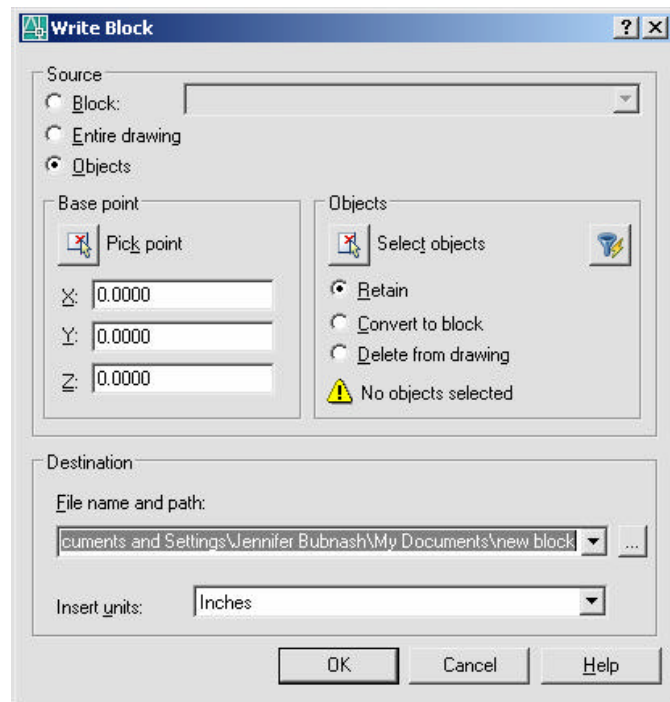 Write Block
Source
Block:
Entire drawing
Objects
Base point
Pick point
X: 0.0000
Y: 0.0000
Z: 0.0000
Objects
Select objects
Retain
Convert to block
Delete from drawing
No objects selected
Destination
File name and path:
cuments and Settings\Jennifer Bubnash\My Documents\new block
...
Insert units: Inches
OK Cancel Help